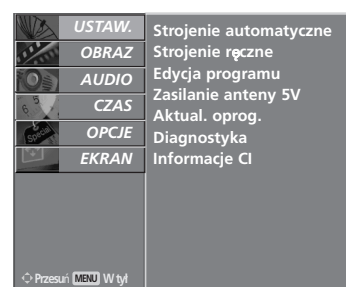 USTAW.
OBRAZ
AUDIO
CZAS
OPCJE
EKRAN
Strojenie automatyczne
Strojenie ręczne
Edycja programu
Zasilanie anteny 5V
Aktual. oprog.
Diagnostyka
Informacje CI
Przesuń MENU W tył